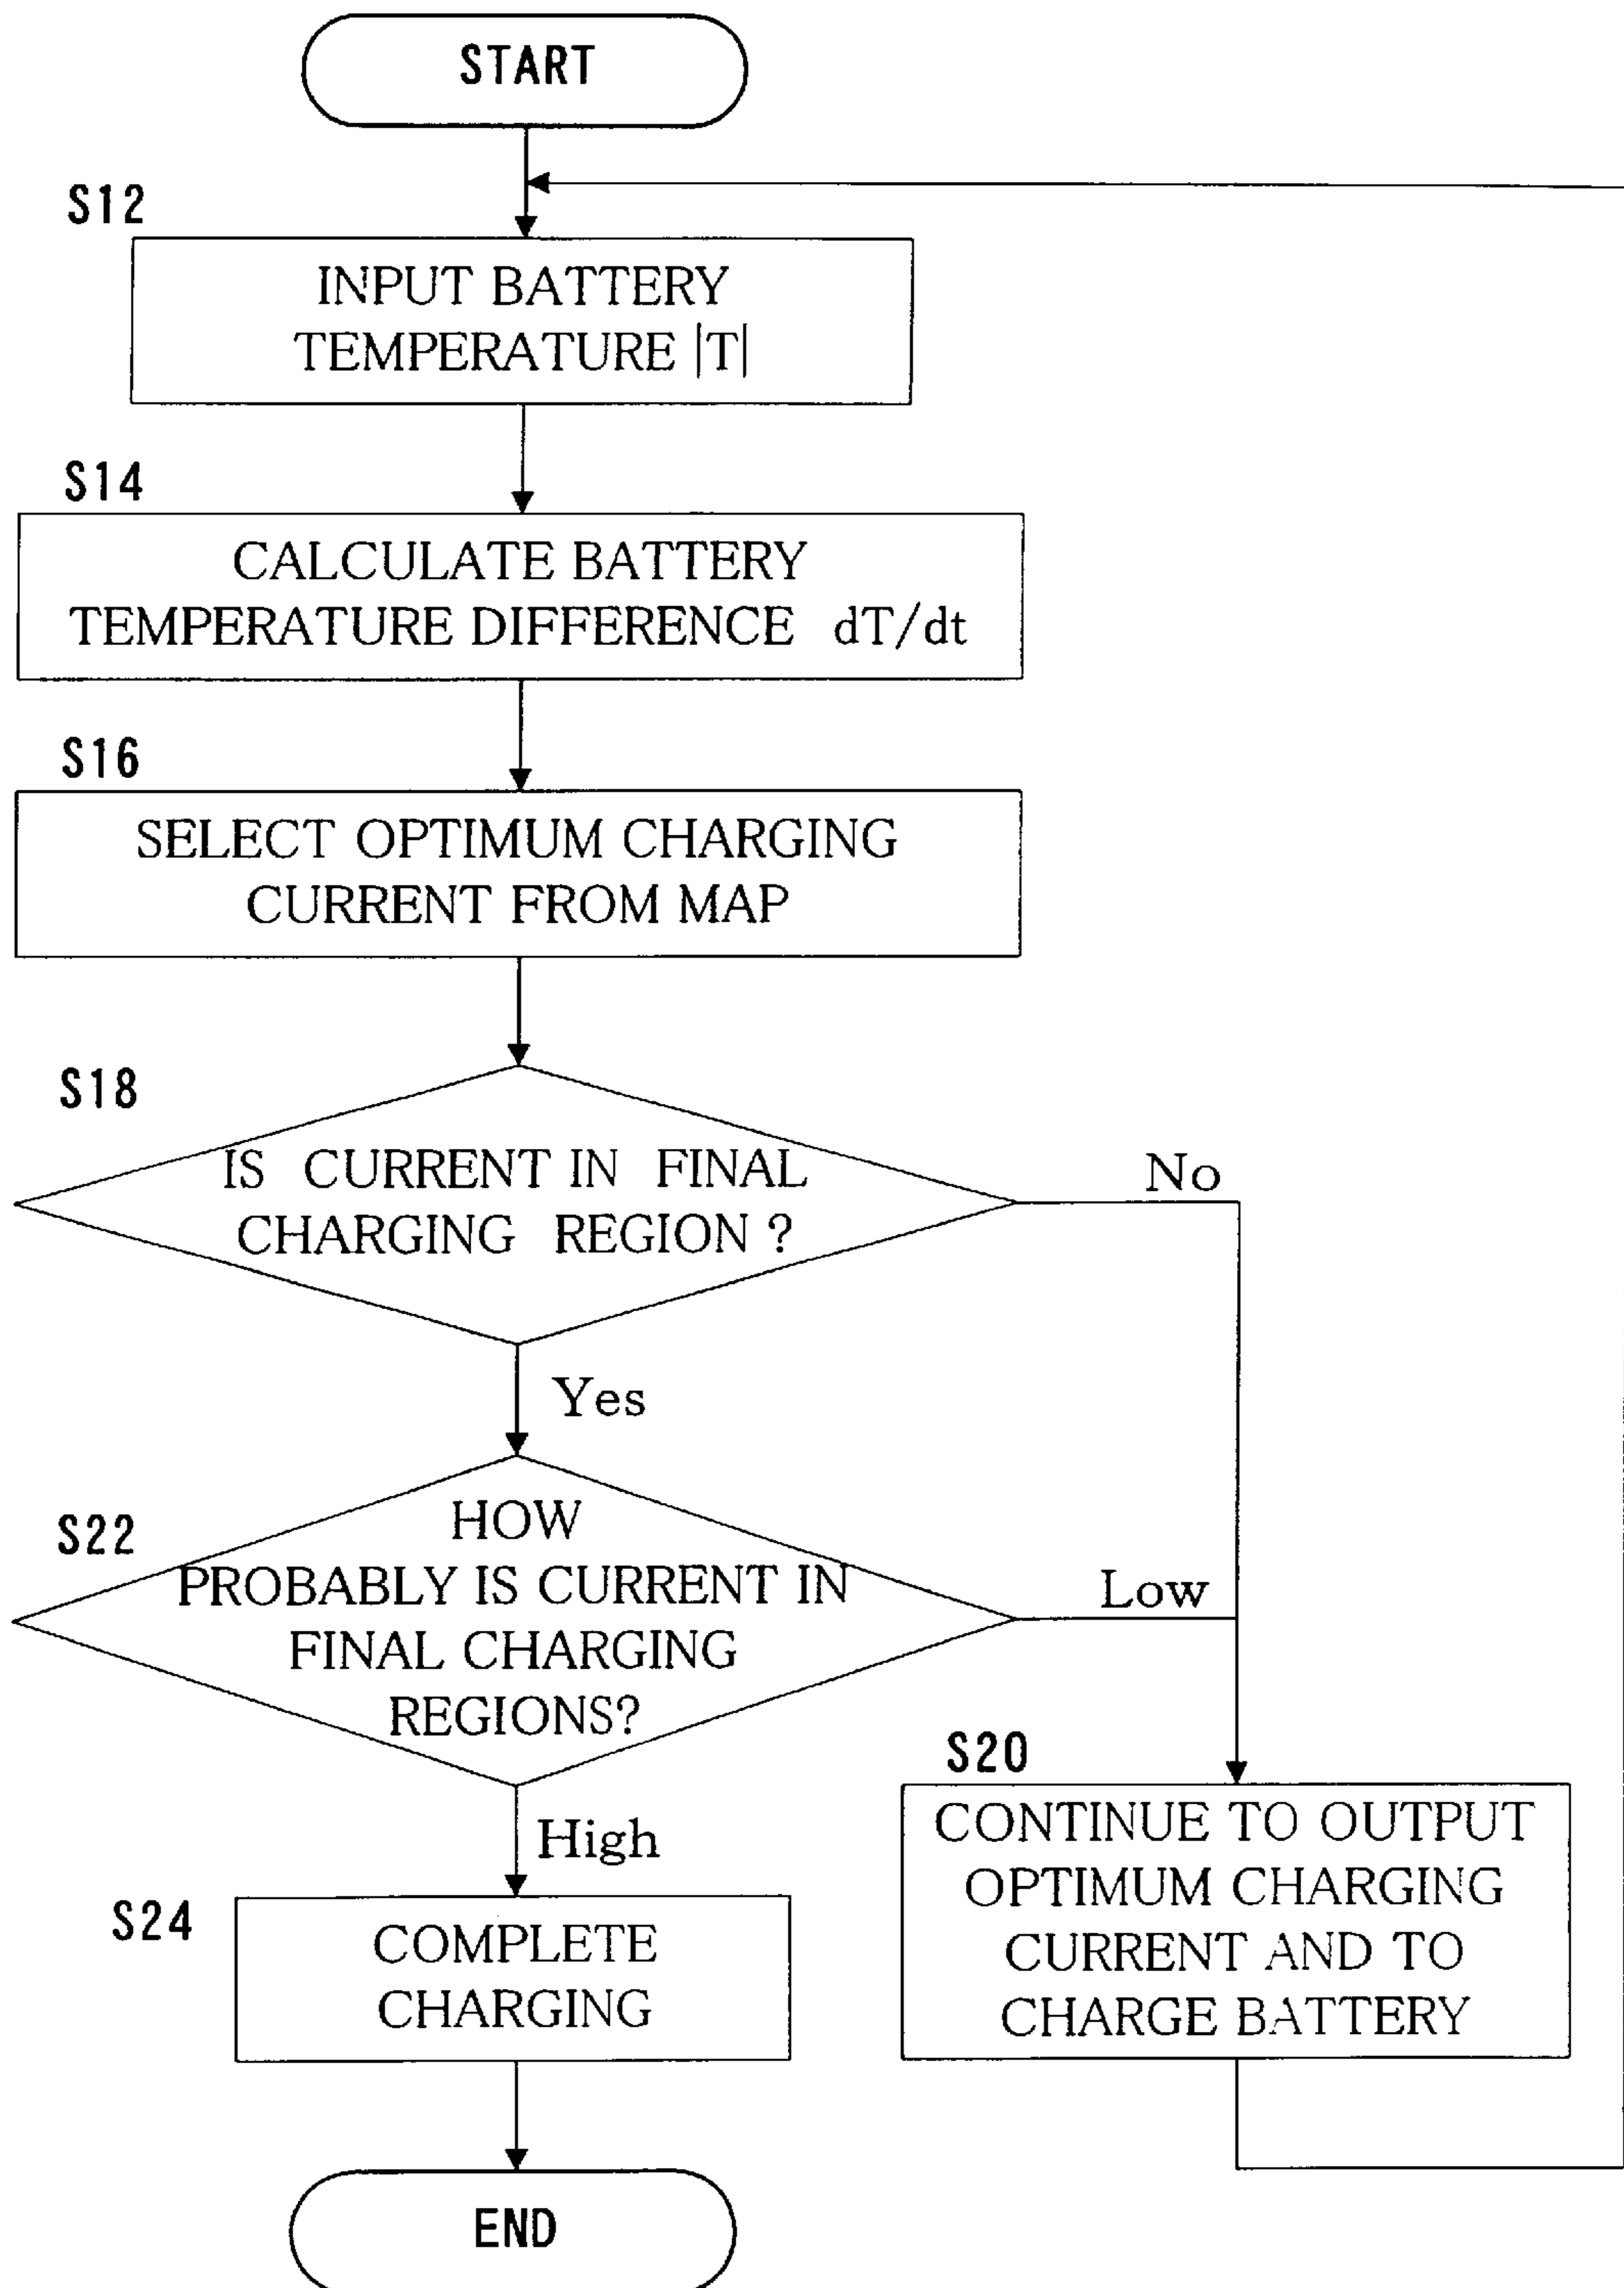 START
S12
INPUT BATTERY
TEMPERATURE |T|
S14
CALCULATE BATTERY
TEMPERATURE DIFFERENCE dT/dt
S16
SELECT OPTIMUM CHARGING
CURRENT FROM MAP
S18
IS CURRENT IN FINAL
CHARGING REGION ?
No
Yes
S22
HOW
PROBABLY IS CURRENT IN
FINAL CHARGING
REGIONS?
Low
High
S20
CONTINUE TO OUTPUT
OPTIMUM CHARGING
CURRENT AND TO
CHARGE BATTERY
S24
COMPLETE
CHARGING
END